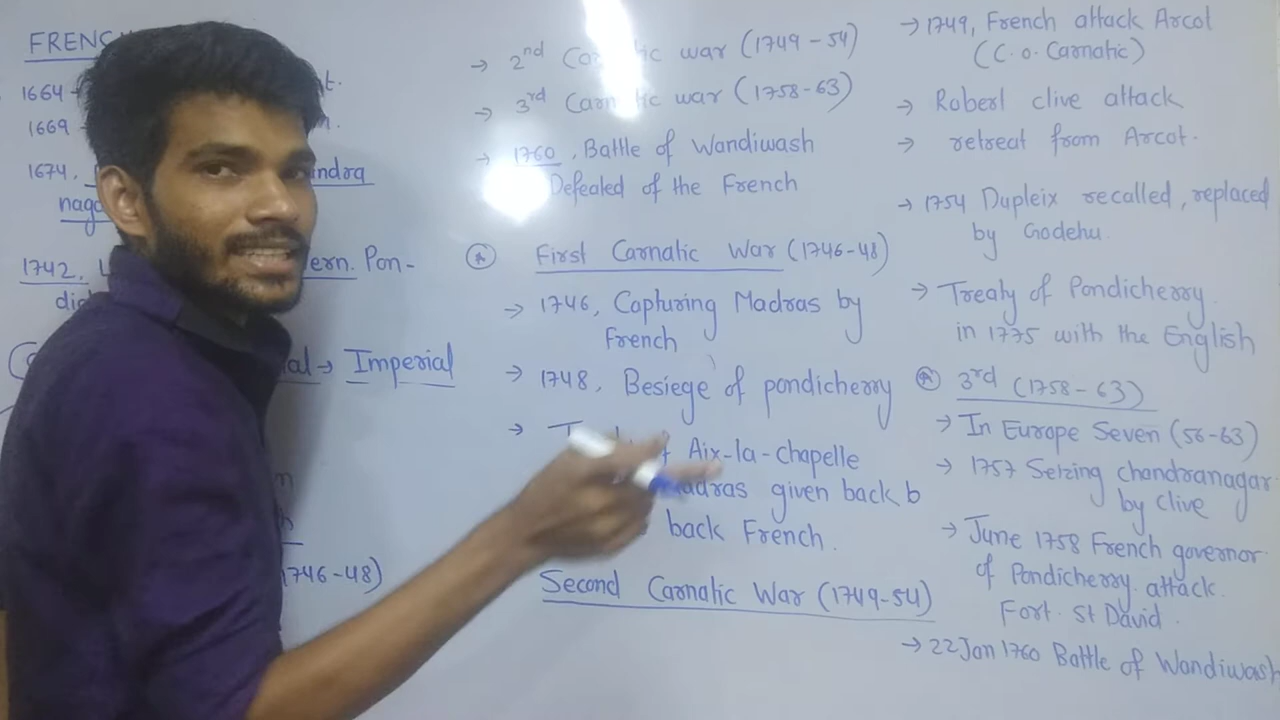 FRENC
1664 → t.
1669 n.
1674, ndra
nag
1742. ern. Pon-
dic
ial → Imperial
1746-48)
→ 2nd Ca tic war (1749-54)
→ 3rd Carn tic war (1758-63)
→ 1760, Battle of Wandiwash
Defeated of the French
First Carnatic War (1746-48)
→ 1746, Capturing Madras by
French
→ 1748, Besiege of pondicherry
→ T f Aix-la-chapelle
adras given back b
back French.
Second Carnatic War (1749-54)
→ 1749, French attack Arcot
(C.o. Carnatic)
→ Robert clive attack
→ retreat from Arcot.
→ 1754 Dupleix recalled, replaced
by Godehu.
→ Treaty of Pondicherry
in 1775 with the English
3rd (1758-63)
→ In Europe Seven (56-63)
→ 1757 Seizing chandranagar
by clive
→ June 1758 French governor
of Pondicherry attack
Fort. St David.
→ 22 Jan 1760 Battle of Wandiwash